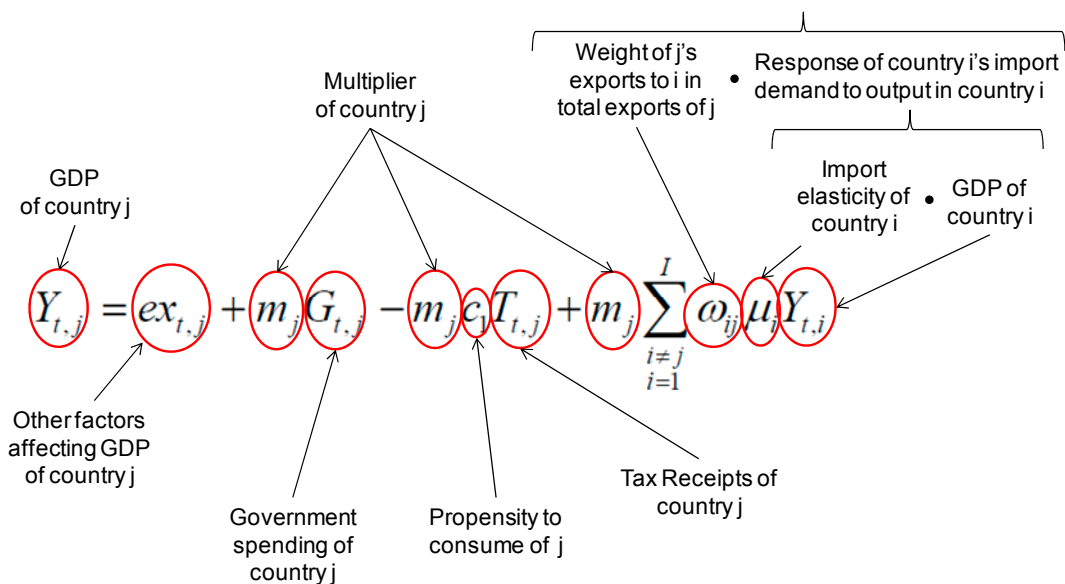 Weight of j's
exports to i in
total exports of j
•
Response of country i's import
demand to output in country i
Multiplier
of country j
GDP
of country j
Import
elasticity of
country i
•
GDP of
country i
Y_{t,j} = ex_{t,j} + m_j G_{t,j} − m_j c_1 T_{t,j} + m_j \sum_{i≠j, i=1}^{I} ω_{ij} μ_i Y_{t,i}
Other factors
affecting GDP
of country j
Government
spending of
country j
Propensity to
consume of j
Tax Receipts of
country j